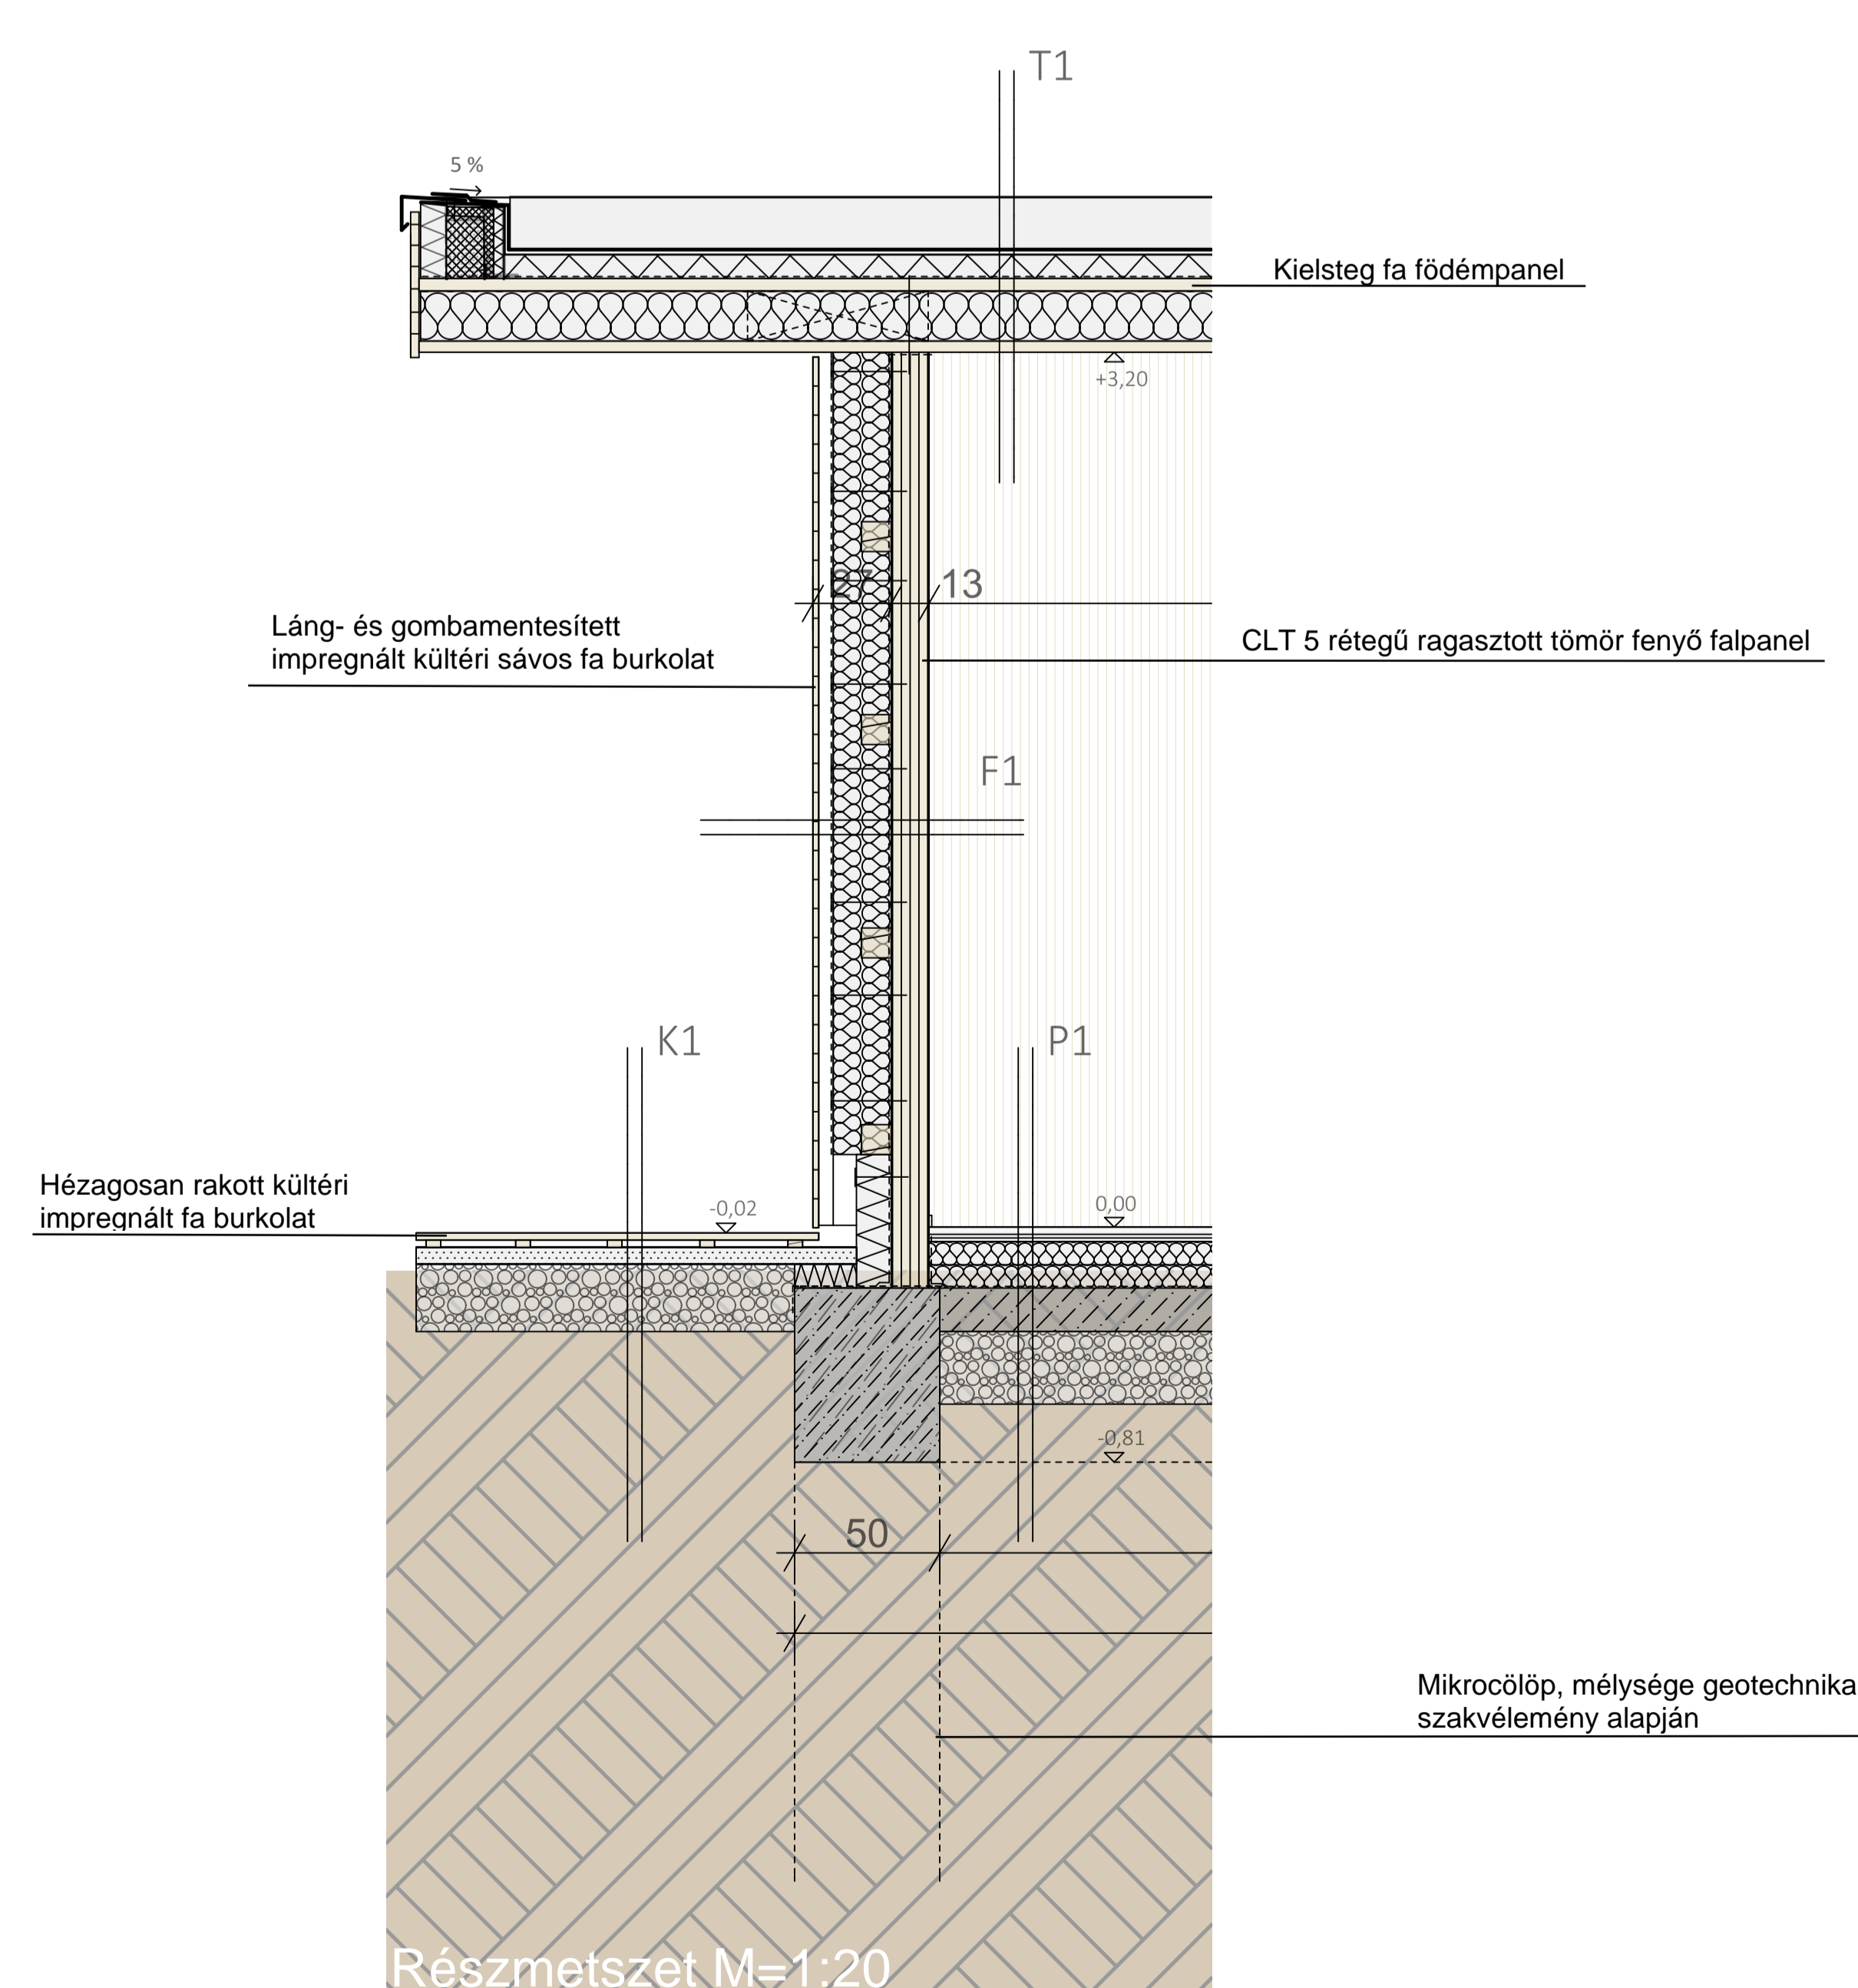 T1
5 %
Kielsteg fa födémpanel
+3,20
27
13
Láng- és gombamentesített
impregnált kültéri sávos fa burkolat
CLT 5 rétegű ragasztott tömör fenyő falpanel
F1
K1
P1
Hézagosan rakott kültéri
impregnált fa burkolat
-0,02
0,00
-0,81
50
Mikrocölöp, mélysége geotechnika
szakvélemény alapján
Részmetszet M=1:20